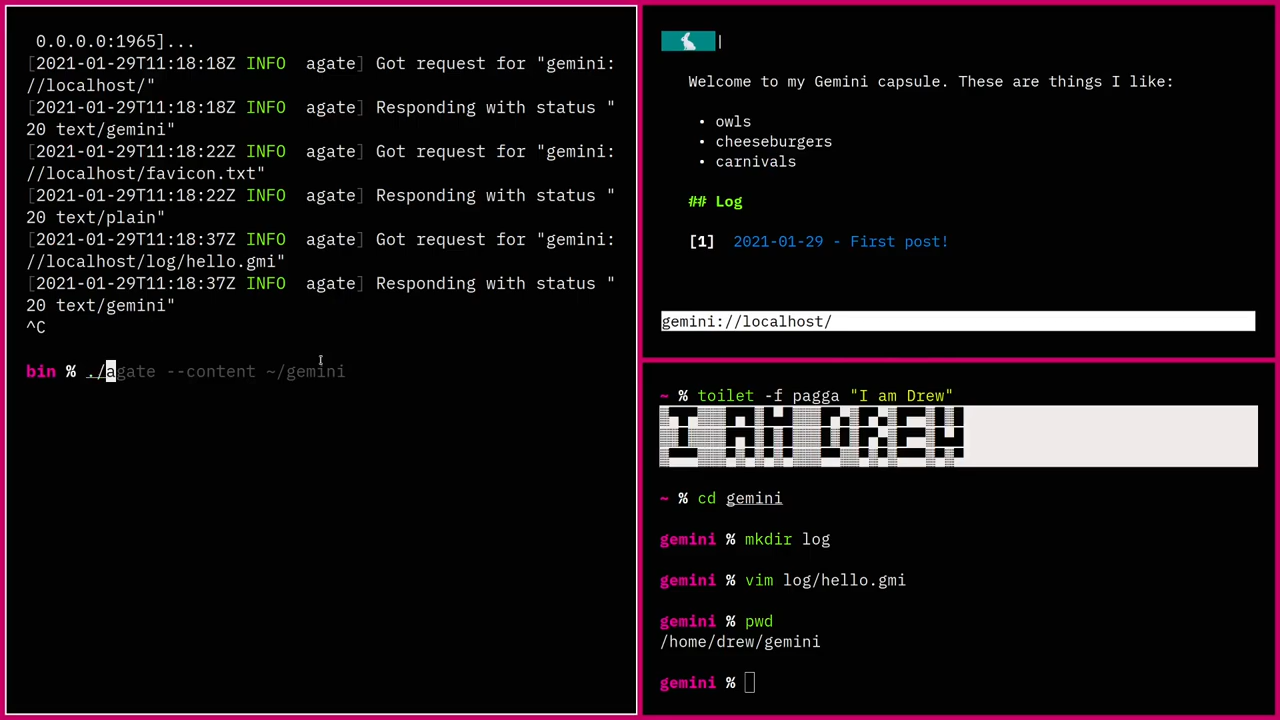 0.0.0.0:1965]...
[2021-01-29T11:18:18Z INFO  agate] Got request for "gemini:
//localhost/"
[2021-01-29T11:18:18Z INFO  agate] Responding with status "
20 text/gemini"
[2021-01-29T11:18:22Z INFO  agate] Got request for "gemini:
//localhost/favicon.txt"
[2021-01-29T11:18:22Z INFO  agate] Responding with status "
20 text/plain"
[2021-01-29T11:18:37Z INFO  agate] Got request for "gemini:
//localhost/log/hello.gmi"
[2021-01-29T11:18:37Z INFO  agate] Responding with status "
20 text/gemini"
^C
bin % ./agate --content ~/gemini
Welcome to my Gemini capsule. These are things I like:
• owls
• cheeseburgers
• carnivals
## Log
[1]  2021-01-29 - First post!
gemini://localhost/
~ % toilet -f pagga "I am Drew"
I AM DREW
~ % cd gemini
gemini % mkdir log
gemini % vim log/hello.gmi
gemini % pwd
/home/drew/gemini
gemini %